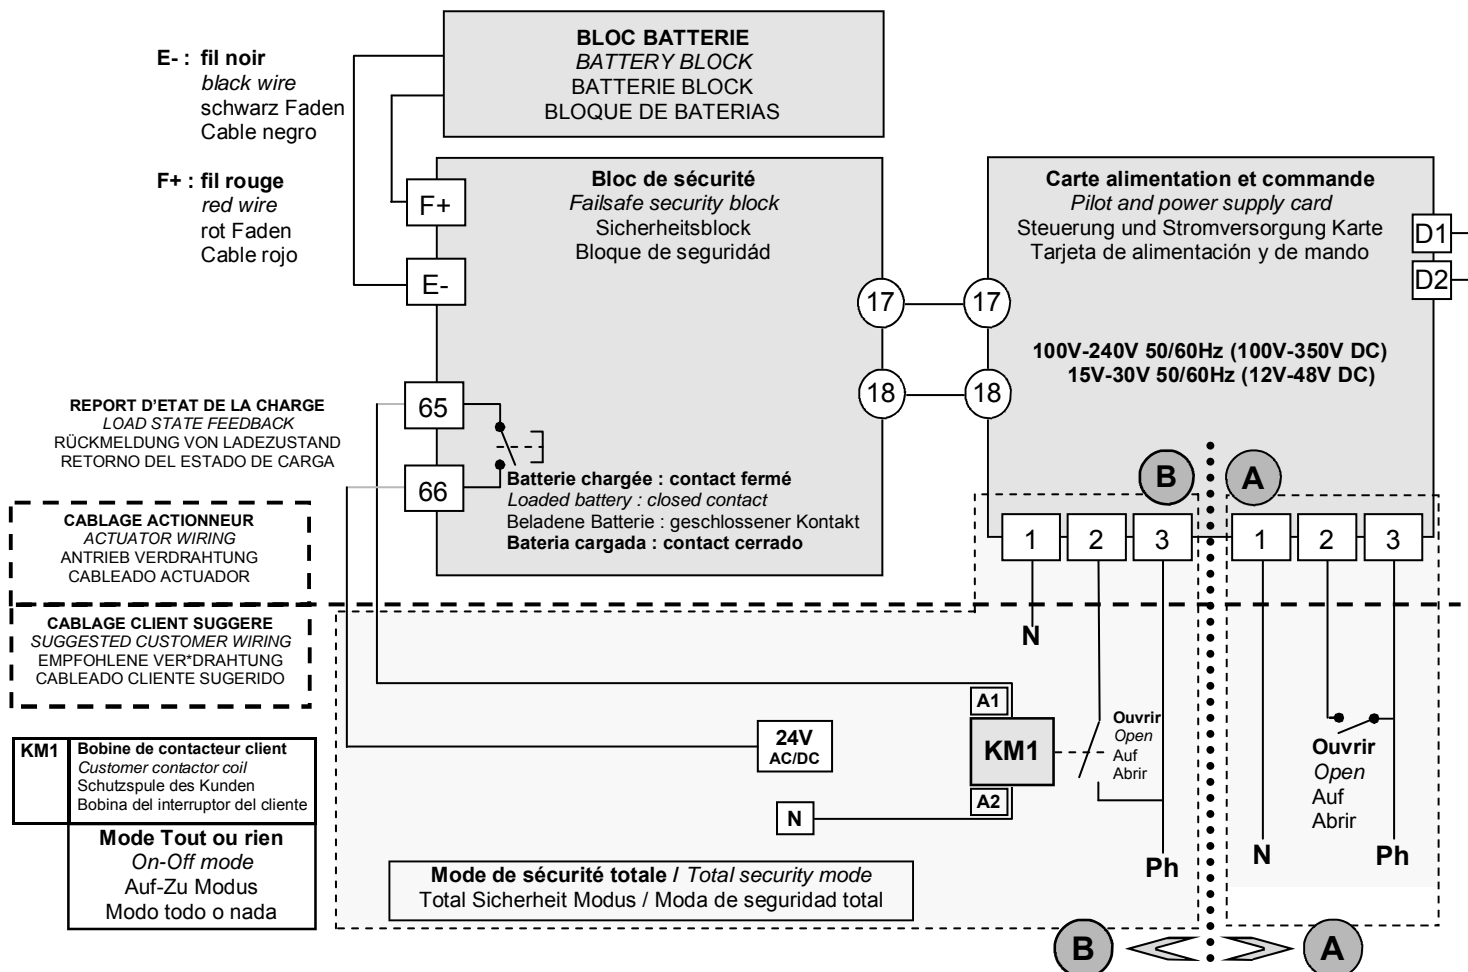 E- : fil noir
black wire
schwarz Faden
Cable negro
F+ : fil rouge
red wire
rot Faden
Cable rojo
BLOC BATTERIE
BATTERY BLOCK
BATTERIE BLOCK
BLOQUE DE BATERIAS
Bloc de sécurité
Failsafe security block
Sicherheitsblock
Bloque de seguridád
F+
E-
17
18
65
66
Batterie chargée : contact fermé
Loaded battery : closed contact
Beladene Batterie : geschlossener Kontakt
Bateria cargada : contact cerrado
Carte alimentation et commande
Pilot and power supply card
Steuerung und Stromversorgung Karte
Tarjeta de alimentación y de mando
D1
D2
17
18
100V-240V 50/60Hz (100V-350V DC)
15V-30V 50/60Hz (12V-48V DC)
B
A
1
2
3
1
2
3
REPORT D'ETAT DE LA CHARGE
LOAD STATE FEEDBACK
RÜCKMELDUNG VON LADEZUSTAND
RETORNO DEL ESTADO DE CARGA
CABLAGE ACTIONNEUR
ACTUATOR WIRING
ANTRIEB VERDRAHTUNG
CABLEADO ACTUADOR
CABLAGE CLIENT SUGGERE
SUGGESTED CUSTOMER WIRING
EMPFOHLENE VER*DRAHTUNG
CABLEADO CLIENTE SUGERIDO
KM1
Bobine de contacteur client
Customer contactor coil
Schutzspule des Kunden
Bobina del interruptor del cliente
Mode Tout ou rien
On-Off mode
Auf-Zu Modus
Modo todo o nada
24V
AC/DC
N
A1
KM1
A2
N
Ouvrir
Open
Auf
Abrir
Ph
N
Ouvrir
Open
Auf
Abrir
Ph
Mode de sécurité totale / Total security mode
Total Sicherheit Modus / Moda de seguridad total
B
A